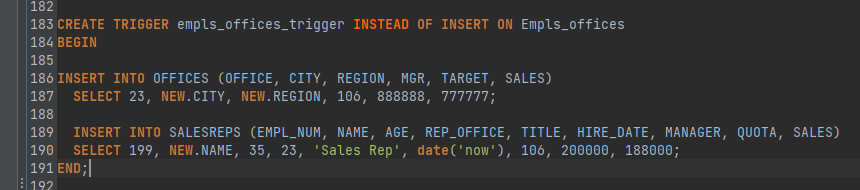 182
183 CREATE TRIGGER empls_offices_trigger INSTEAD OF INSERT ON Empls_offices
184 BEGIN
185
186 INSERT INTO OFFICES (OFFICE, CITY, REGION, MGR, TARGET, SALES)
187   SELECT 23, NEW.CITY, NEW.REGION, 106, 888888, 777777;
188
189   INSERT INTO SALESREPS (EMPL_NUM, NAME, AGE, REP_OFFICE, TITLE, HIRE_DATE, MANAGER, QUOTA, SALES)
190   SELECT 199, NEW.NAME, 35, 23, 'Sales Rep', date('now'), 106, 200000, 188000;
191 END;
192